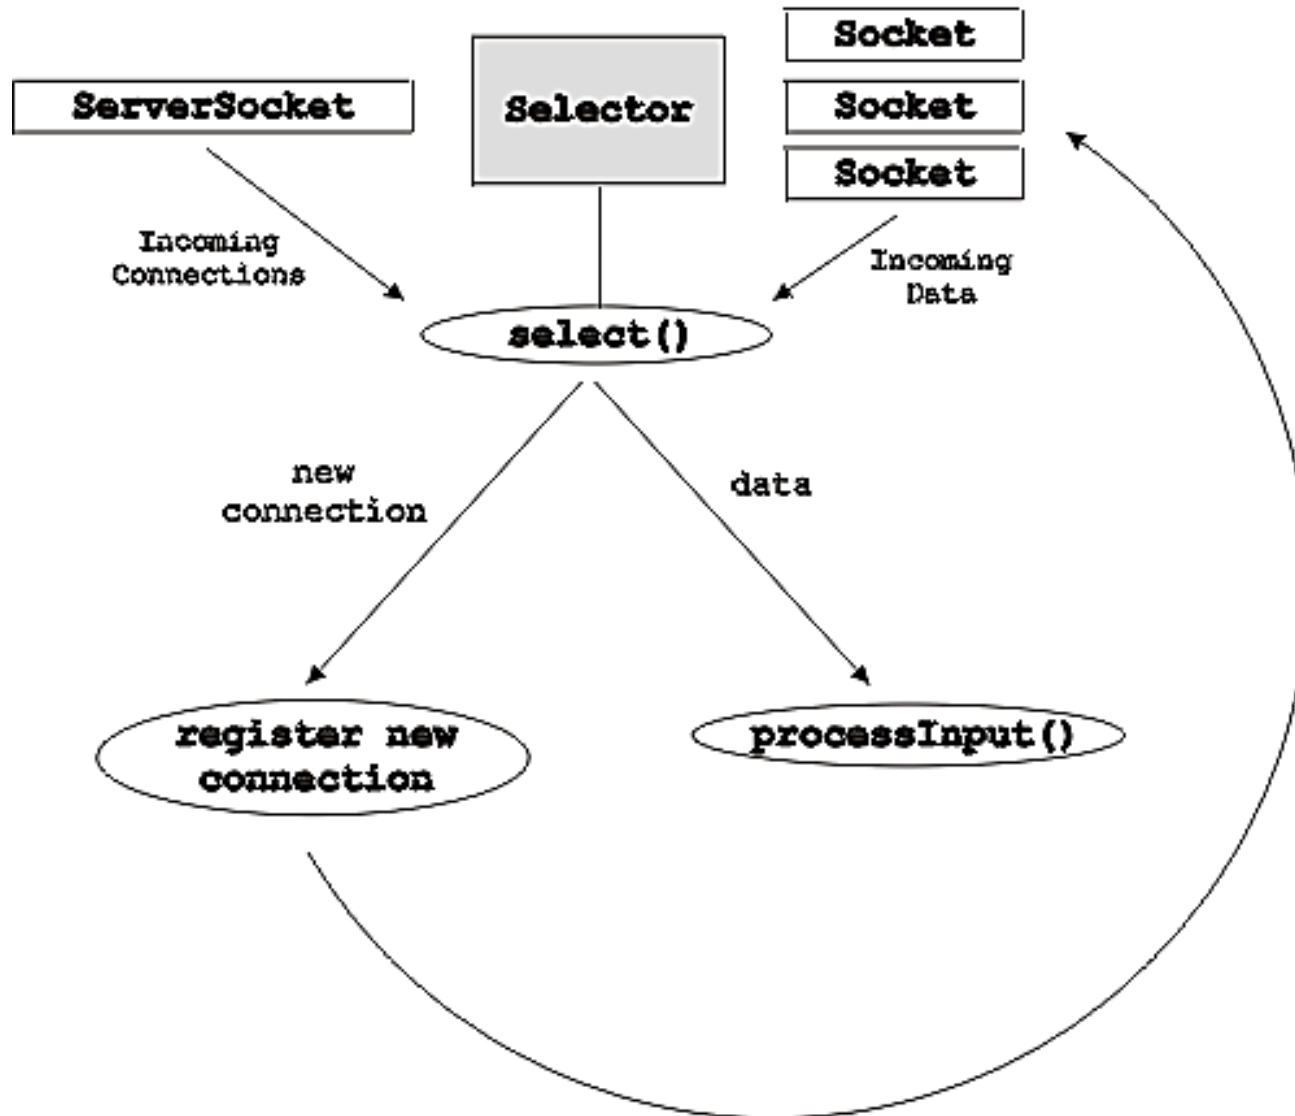 ServerSocket
Selector
Socket
Socket
Socket
Incoming
Connections
Incoming
Data
select()
new
connection
data
register new
connection
processInput()